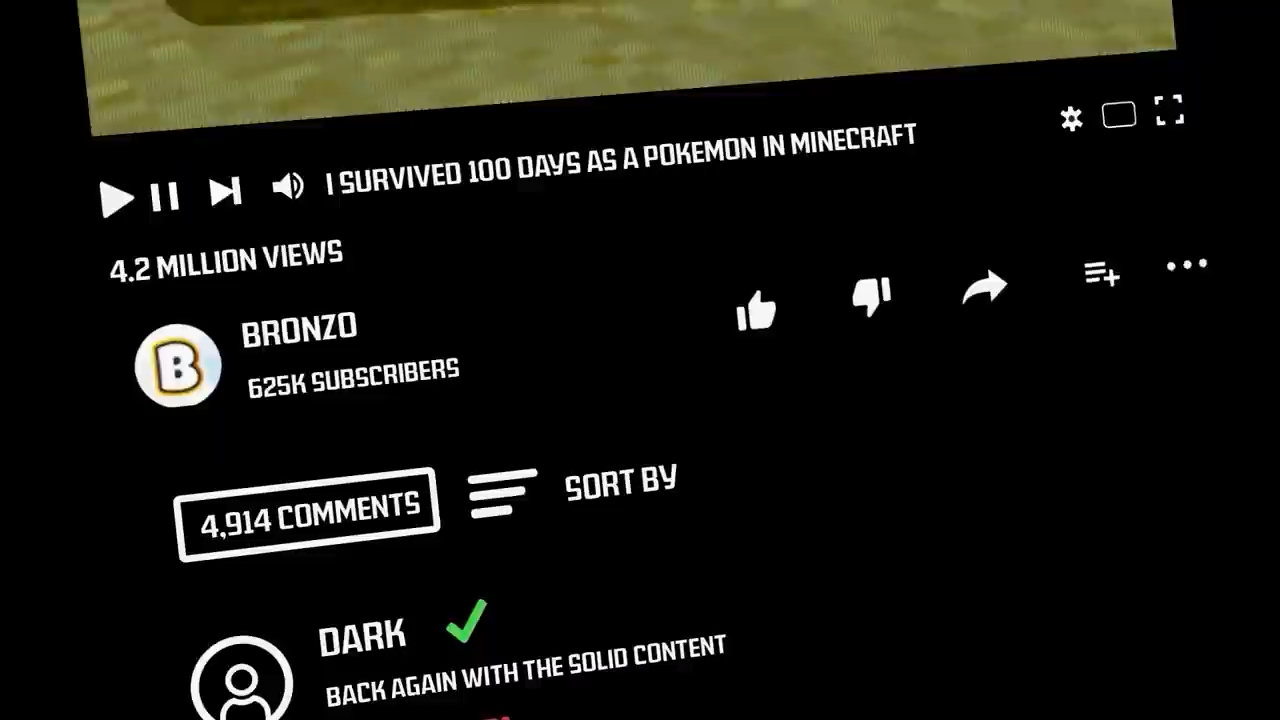 I SURVIVED 100 DAYS AS A POKEMON IN MINECRAFT
4.2 MILLION VIEWS
B
BRONZO
625K SUBSCRIBERS
4,914 COMMENTS
SORT BY
DARK
BACK AGAIN WITH THE SOLID CONTENT